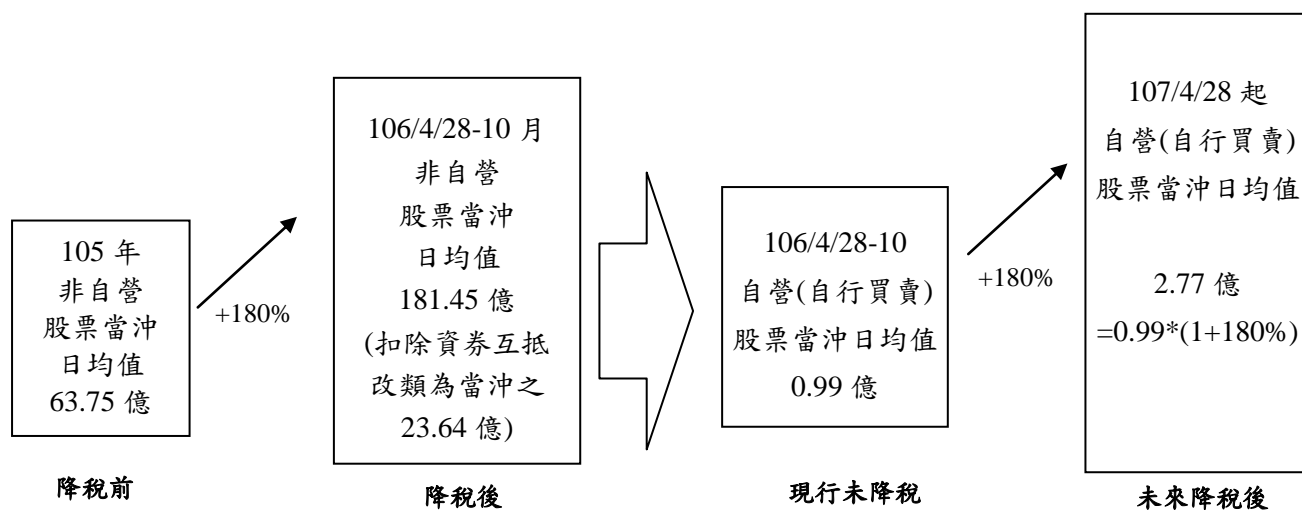 105 年
非自營
股票當沖
日均值
63.75 億
降稅前
+180%
106/4/28-10 月
非自營
股票當沖
日均值
181.45 億
(扣除資券互抵
改類為當沖之
23.64 億)
降稅後
106/4/28-10
自營(自行買賣)
股票當沖日均值
0.99 億
現行未降稅
+180%
107/4/28 起
自營(自行買賣)
股票當沖日均值
2.77 億
=0.99*(1+180%)
未來降稅後